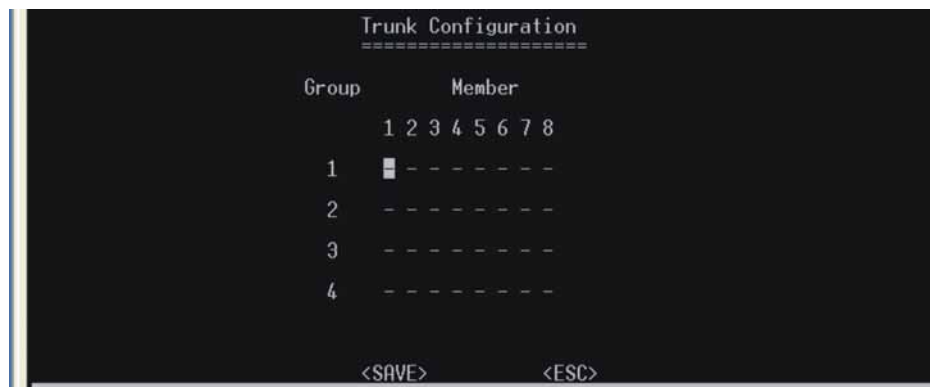 Trunk Configuration
====================
Group Member
1 2 3 4 5 6 7 8
1 - - - - - - - -
2 - - - - - - - -
3 - - - - - - - -
4 - - - - - - - -
<SAVE> <ESC>